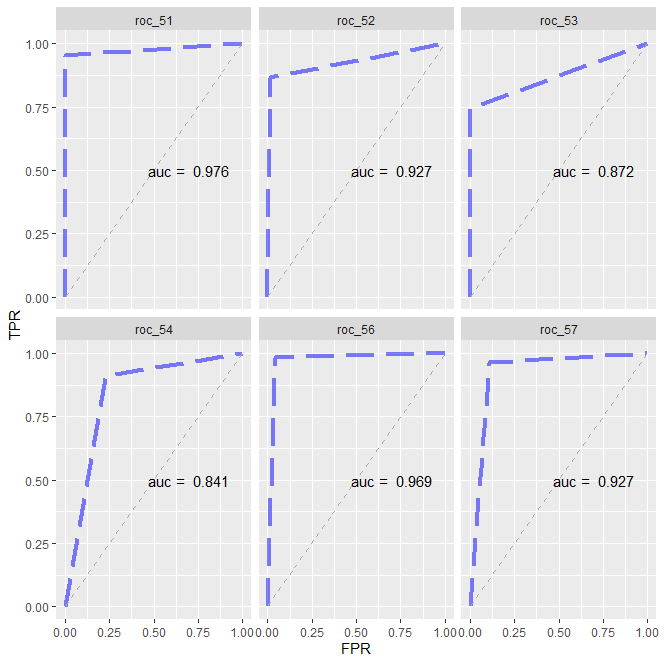 roc_51 roc_52 roc_53
1.00
0.75
auc = 0.976 auc = 0.927 auc = 0.872
0.50
0.25
0.00
TPR
roc_54 roc_56 roc_57
1.00
0.75
auc = 0.841 auc = 0.969 auc = 0.927
0.50
0.25
0.00
0.00 0.25 0.50 0.75 1.00 0.00 0.25 0.50 0.75 1.00 0.00 0.25 0.50 0.75 1.00
FPR